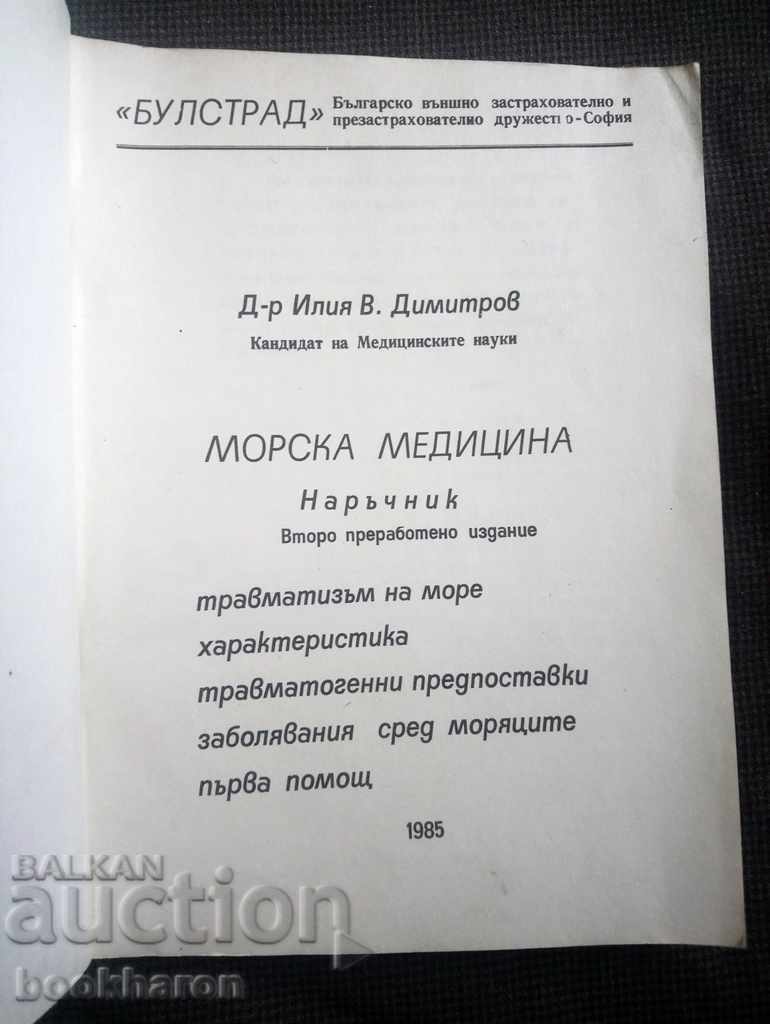 «БУЛСТРАД» Българско външно застрахователно и
презастрахователно дружество-София
Д-р Илия В. Димитров
Кандидат на Медицинските науки
МОРСКА МЕДИЦИНА
Наръчник
Второ преработено издание
травматизъм на море
характеристика
травматогенни предпоставки
заболявания сред моряците
първа помощ
1985
BALKAN
auction
bookharon